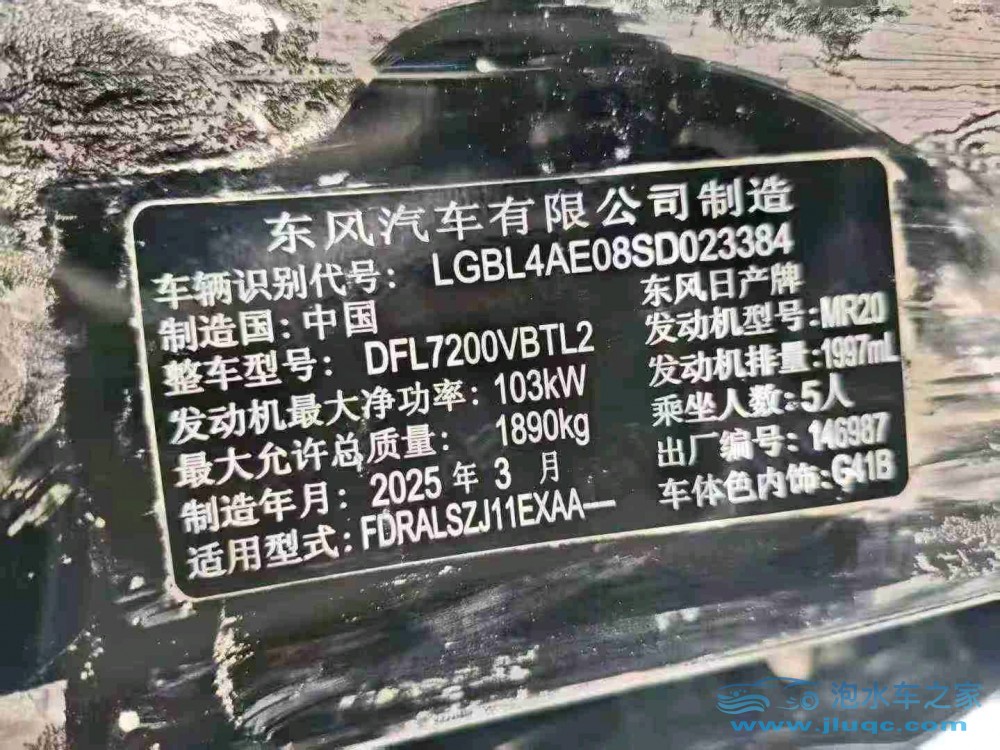 东风汽车有限公司制造
车辆识别代号: LGBL4AE08SD023384
制造国: 中国 东风日产牌
整车型号: DFL7200VBTL2 发动机型号: MR20
发动机最大净功率: 103kW 发动机排量: 1997mL
最大允许总质量: 1890kg 乘坐人数: 5人
制造年月: 2025年3月 出厂编号: 146987
适用型式: FDRALSZJ11EXAA— 车体色内饰: G41B
泡水车之家
www.jluqc.com